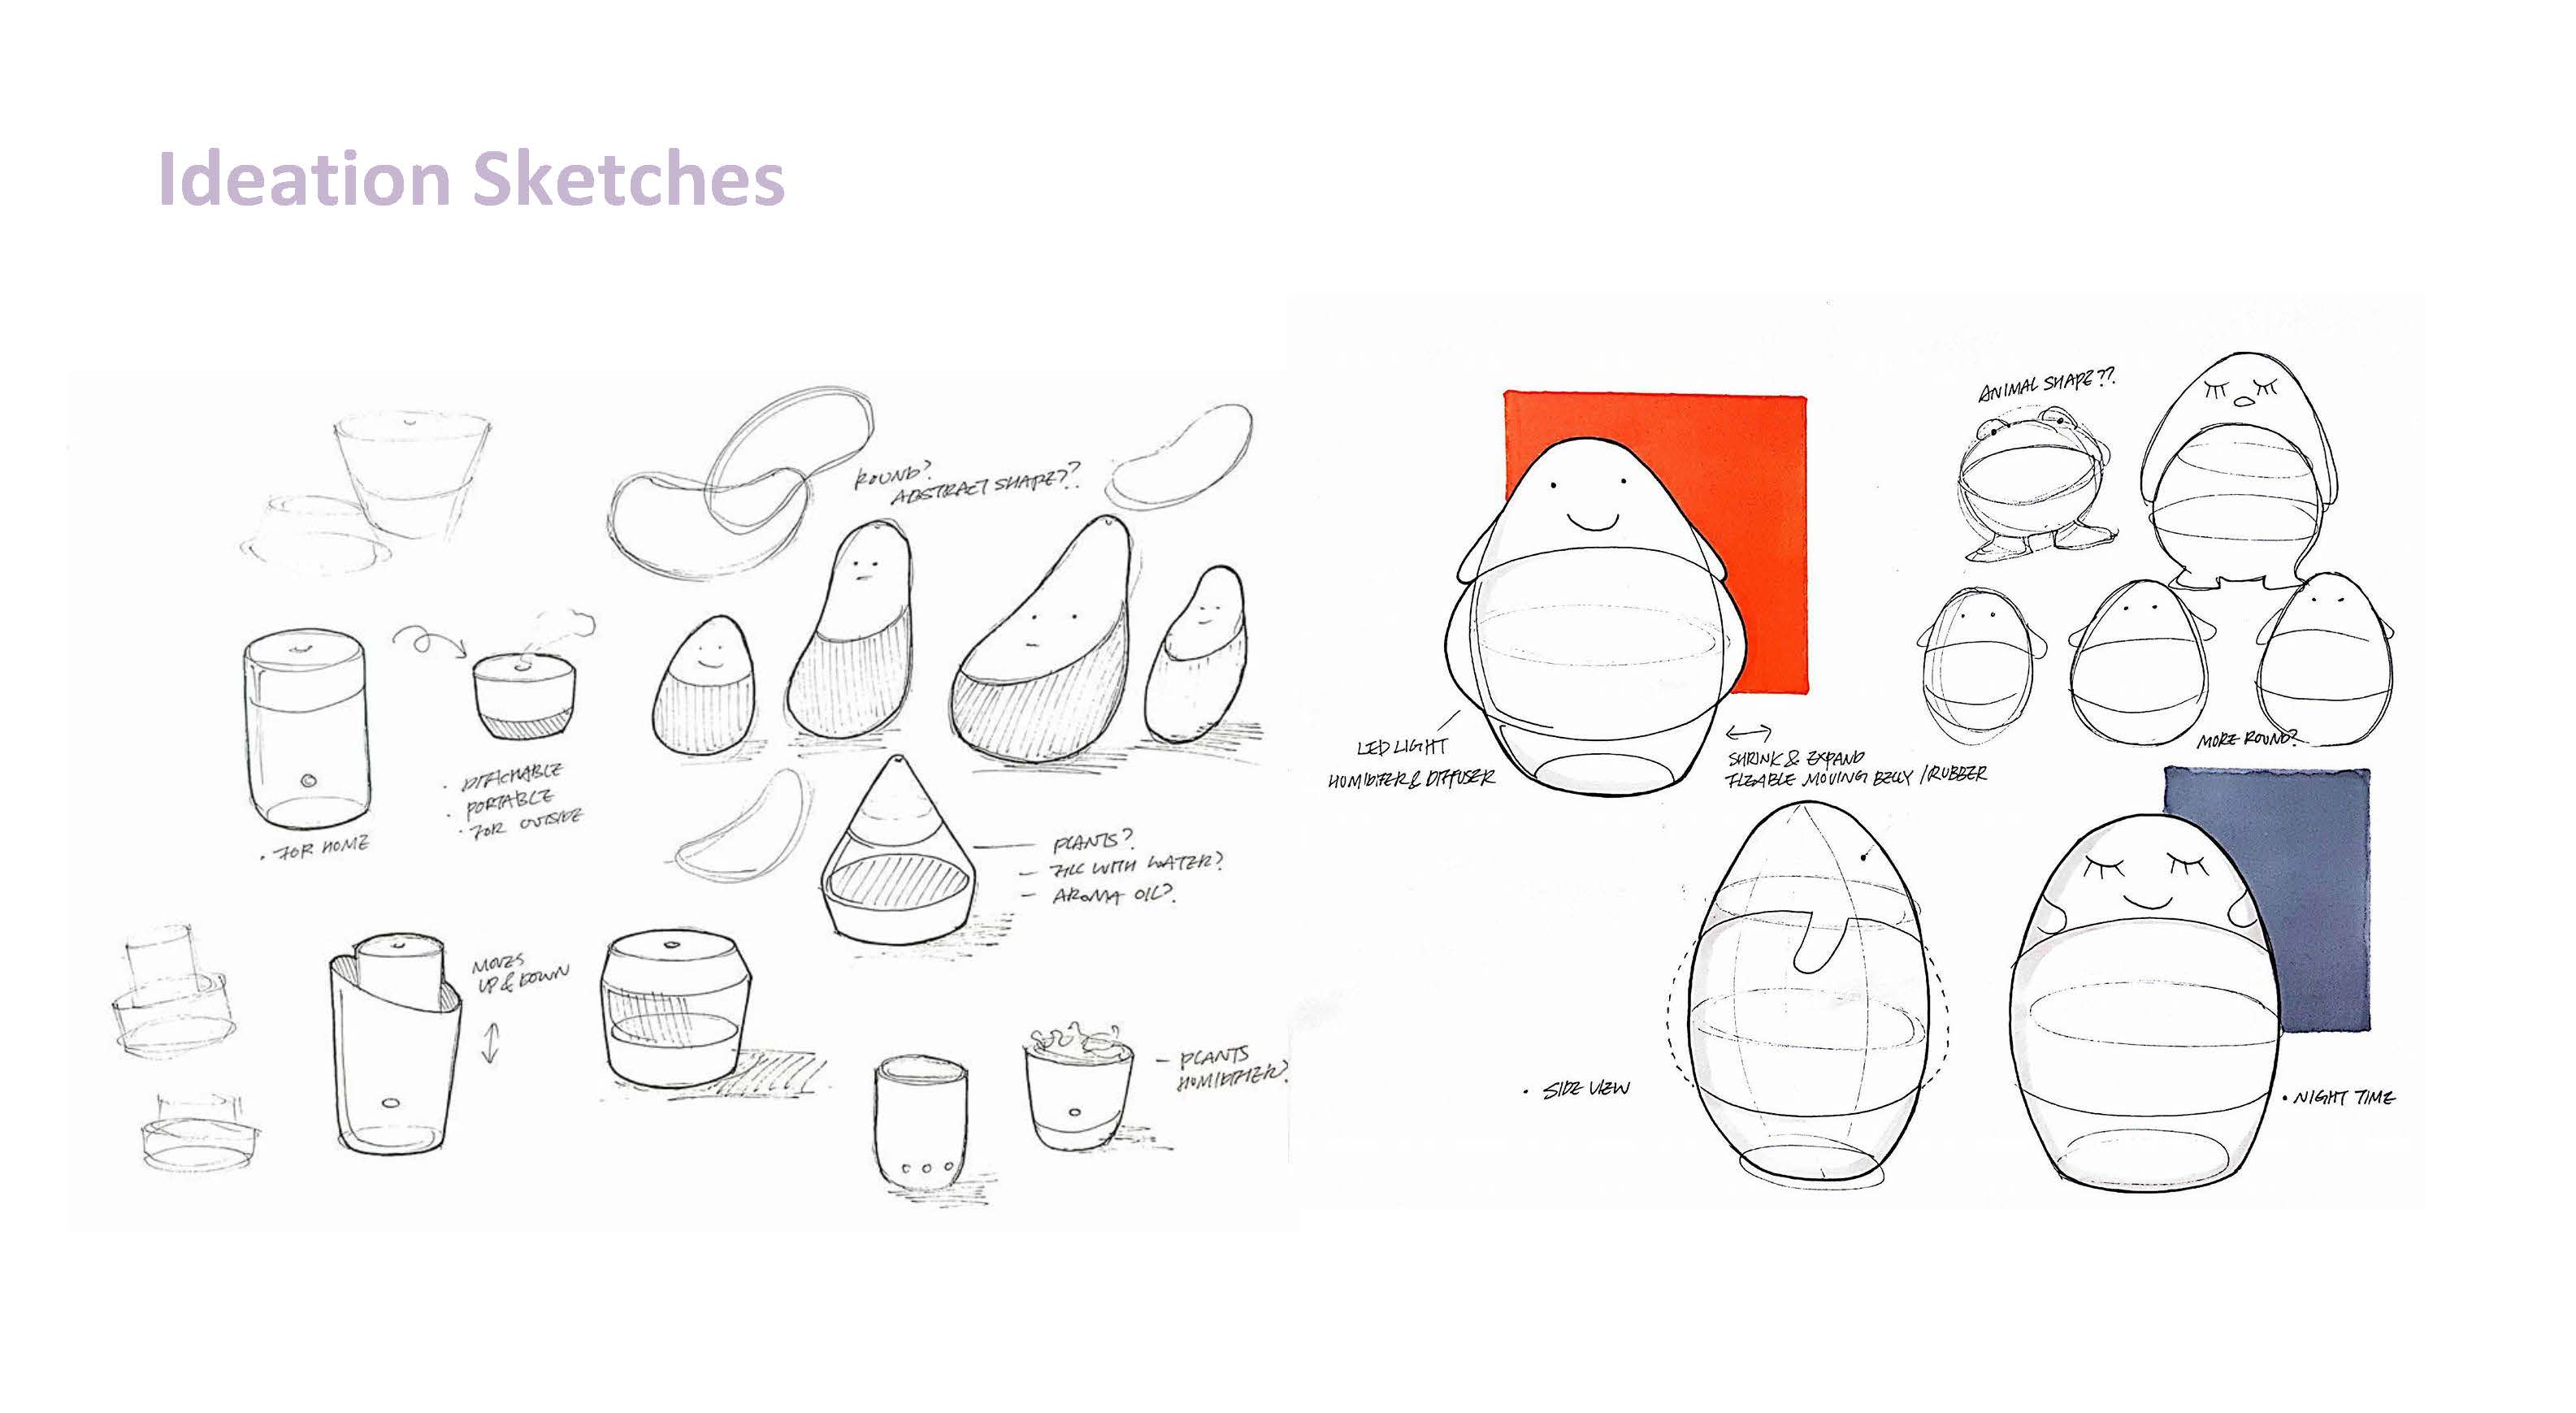 Ideation Sketches
ROUND?
ABSTRACT SHAPE??
• DETACHABLE
• PORTABLE
• FOR OUTSIDE
• FOR HOME
— PLANTS?
— FILL WITH WATER?
— AROMA OIL?
MOVES
UP & DOWN
— PLANTS
HUMIDIFIER?
ANIMAL SHAPE??
LED LIGHT
HUMIDIFER & DIFFUSER
SHRINK & EXPAND
FLEXABLE MOVING BELLY / RUBBER
MORE ROUND?
• SIDE VIEW
• NIGHT TIME